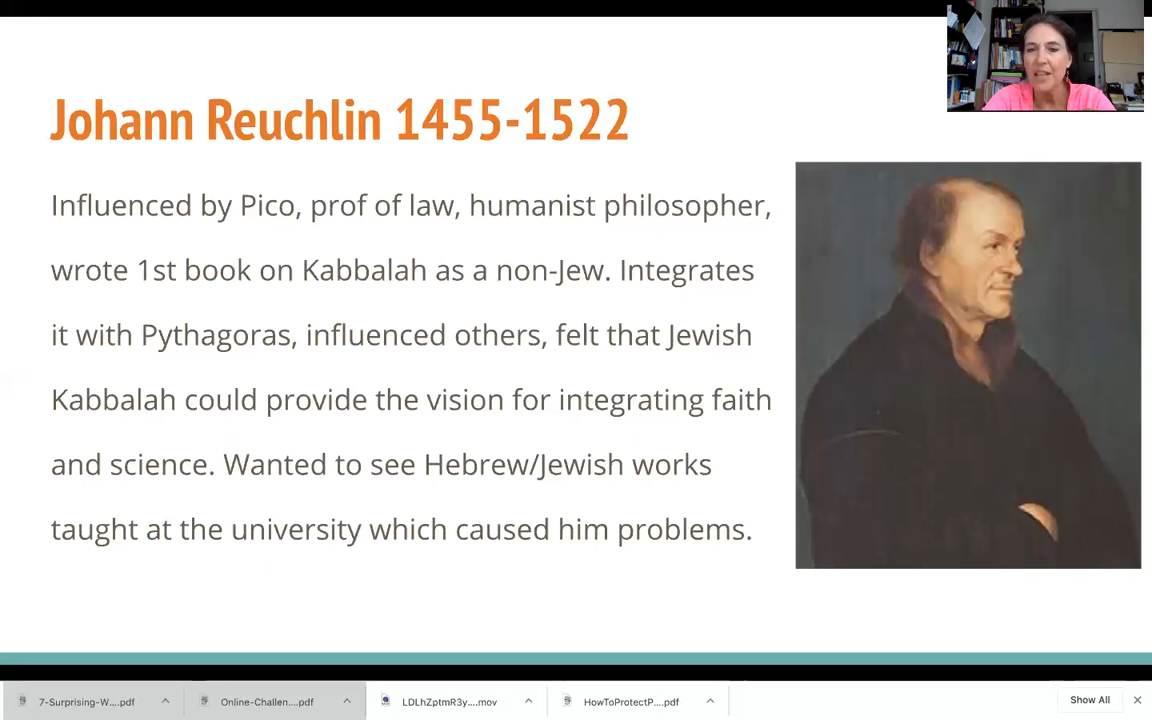 Johann Reuchlin 1455-1522
Influenced by Pico, prof of law, humanist philosopher,
wrote 1st book on Kabbalah as a non-Jew. Integrates
it with Pythagoras, influenced others, felt that Jewish
Kabbalah could provide the vision for integrating faith
and science. Wanted to see Hebrew/Jewish works
taught at the university which caused him problems.
7-Surprising-W....pdf
Online-Challen....pdf
LDLhZptmR3y....mov
HowToProtectP....pdf
Show All